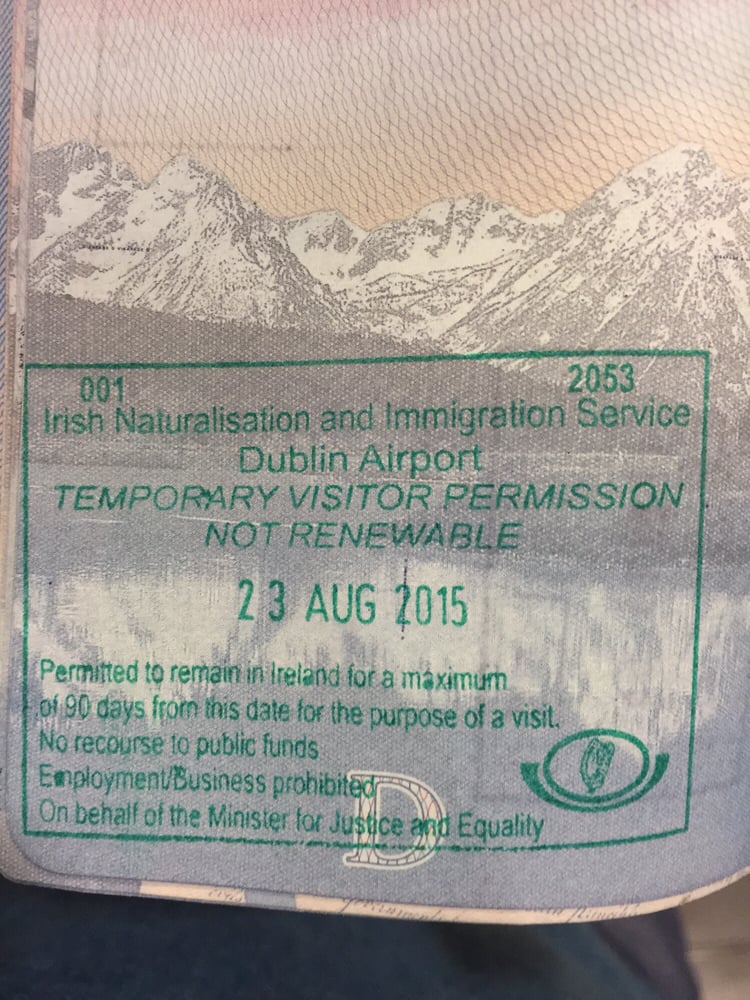 001 2053
Irish Naturalisation and Immigration Service
Dublin Airport
TEMPORARY VISITOR PERMISSION
NOT RENEWABLE
23 AUG 2015
Permitted to remain in Ireland for a maximum
of 90 days from this date for the purpose of a visit.
No recourse to public funds
Employment/Business prohibited
On behalf of the Minister for Justice and Equality
D